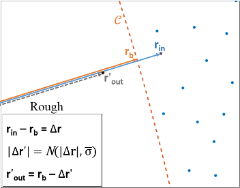 𝒞
r_b
r_in
r'_out
Rough
r_in − r_b = Δr
|Δr'| = N(|Δr|, σ̅)
r'_out = r_b − Δr'